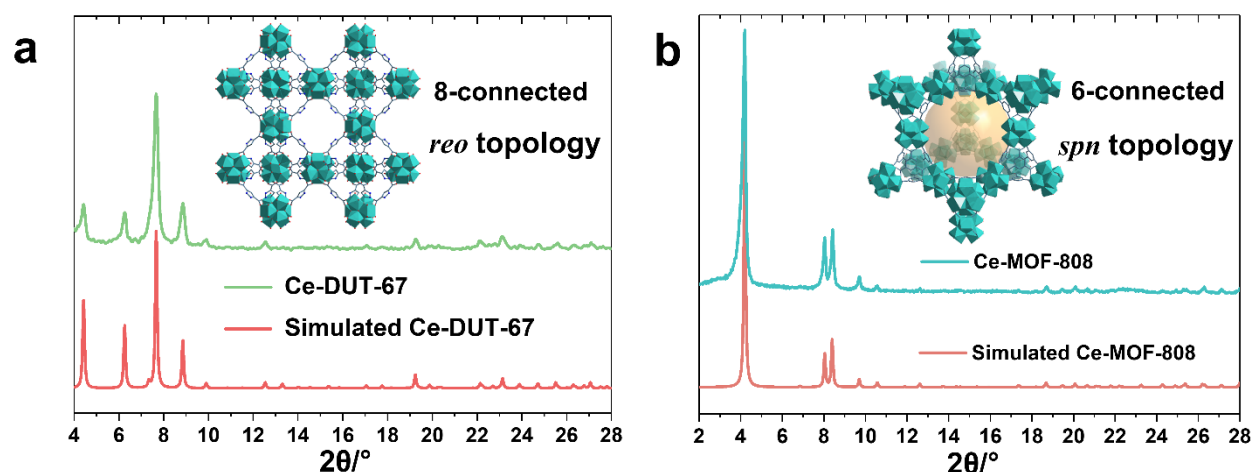 a
8-connected
reo topology
Ce-DUT-67
Simulated Ce-DUT-67
4 6 8 10 12 14 16 18 20 22 24 26 28
2θ/°
b
6-connected
spn topology
Ce-MOF-808
Simulated Ce-MOF-808
2 4 6 8 10 12 14 16 18 20 22 24 26 28
2θ/°